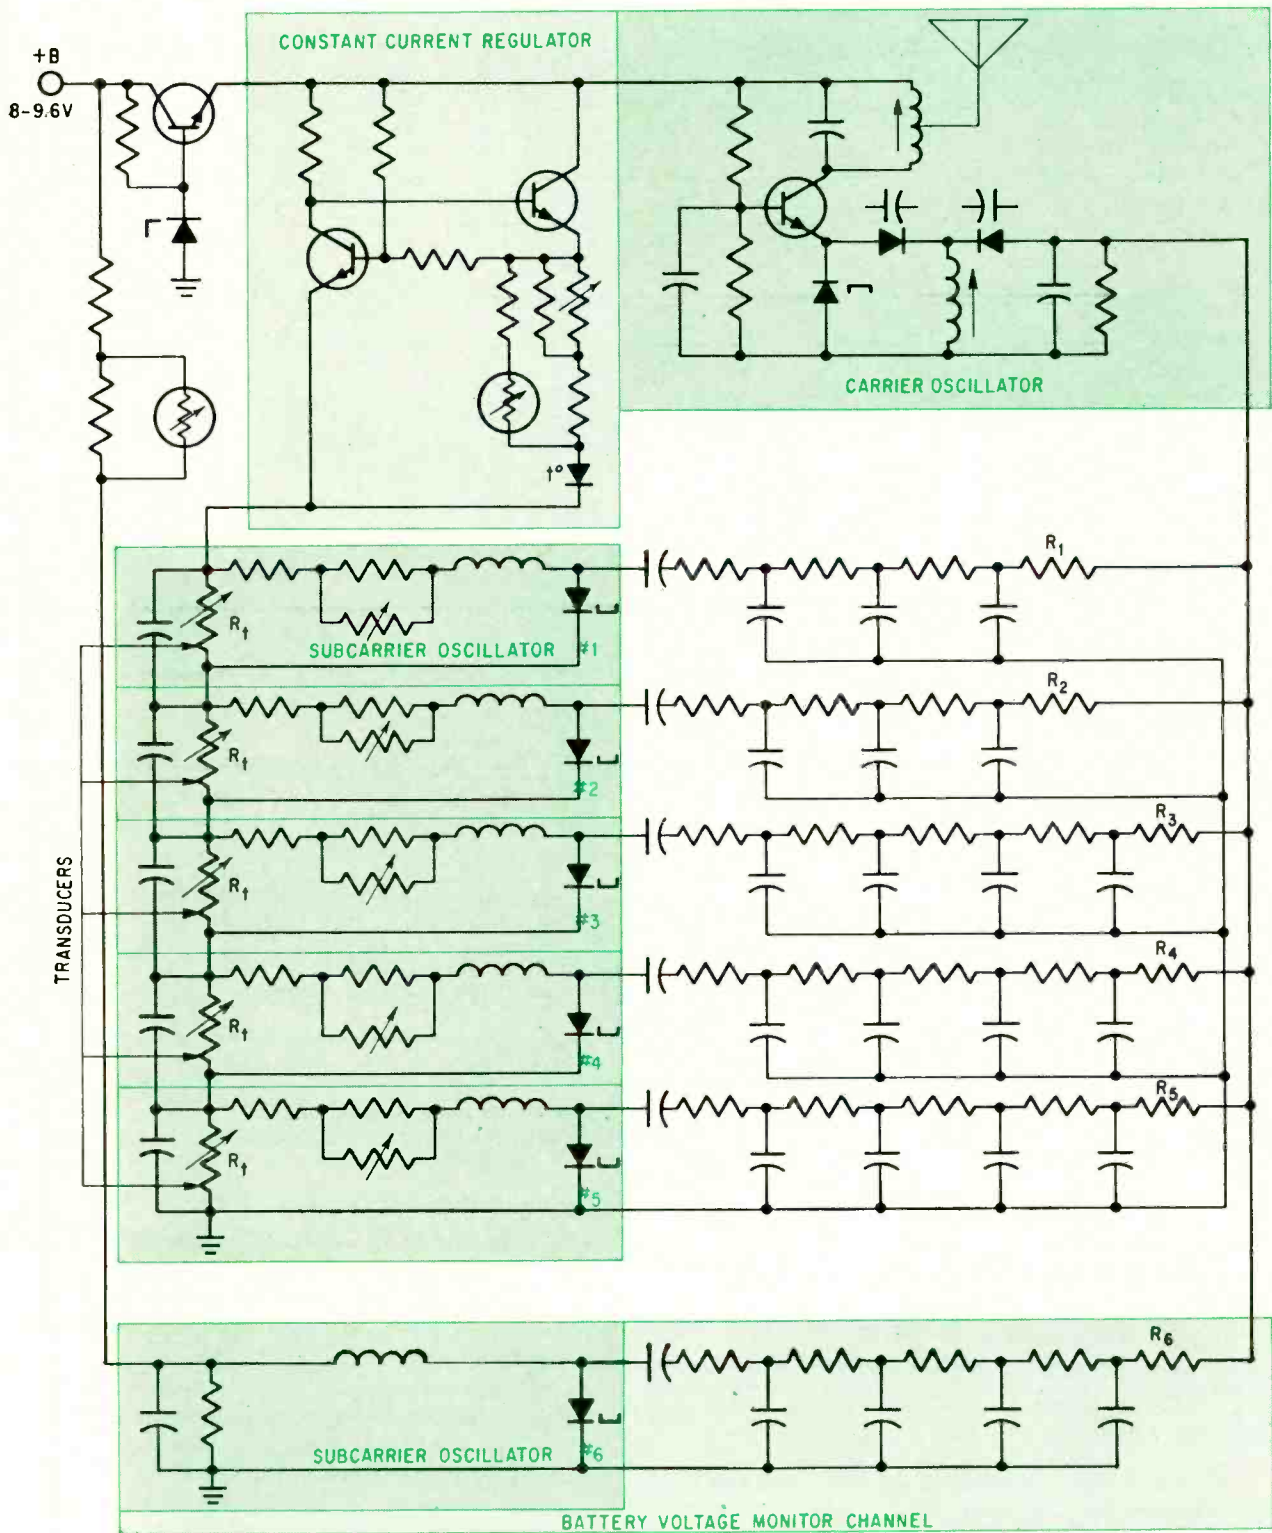 CONSTANT CURRENT REGULATOR
+B
8-9.6V
CARRIER OSCILLATOR
t°
R1
Rt
SUBCARRIER OSCILLATOR #1
R2
Rt
#2
R3
Rt
#3
TRANSDUCERS
R4
Rt
#4
R5
Rt
#5
R6
SUBCARRIER OSCILLATOR #6
BATTERY VOLTAGE MONITOR CHANNEL